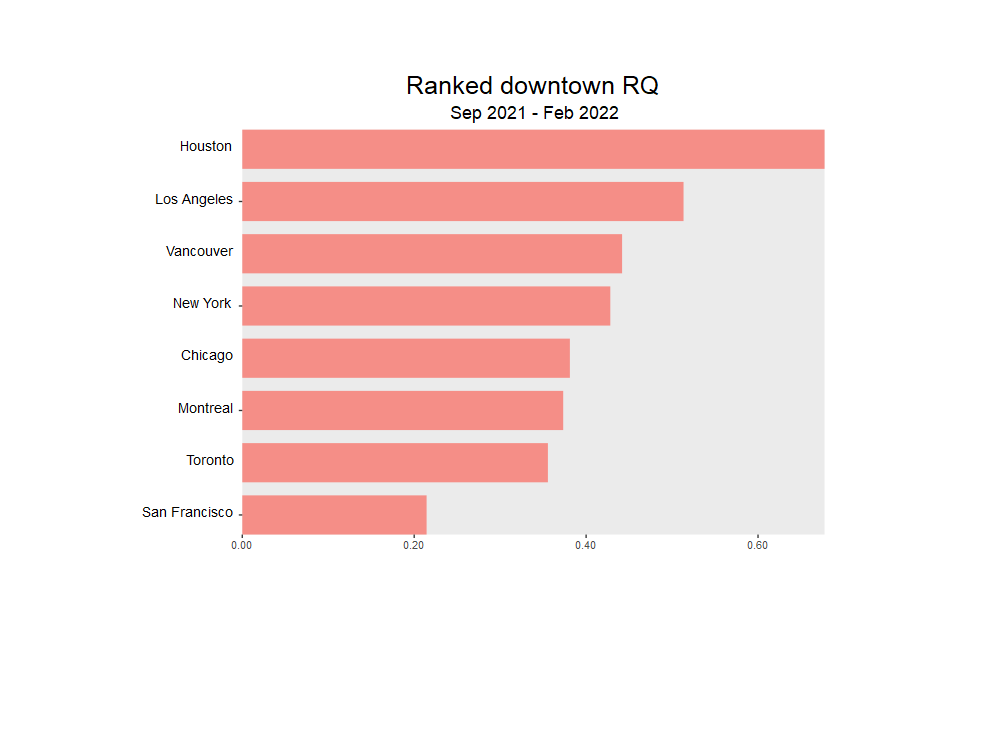 Ranked downtown RQ
Sep 2021 - Feb 2022
Houston
Los Angeles
Vancouver
New York
Chicago
Montreal
Toronto
San Francisco
0.00 0.20 0.40 0.60